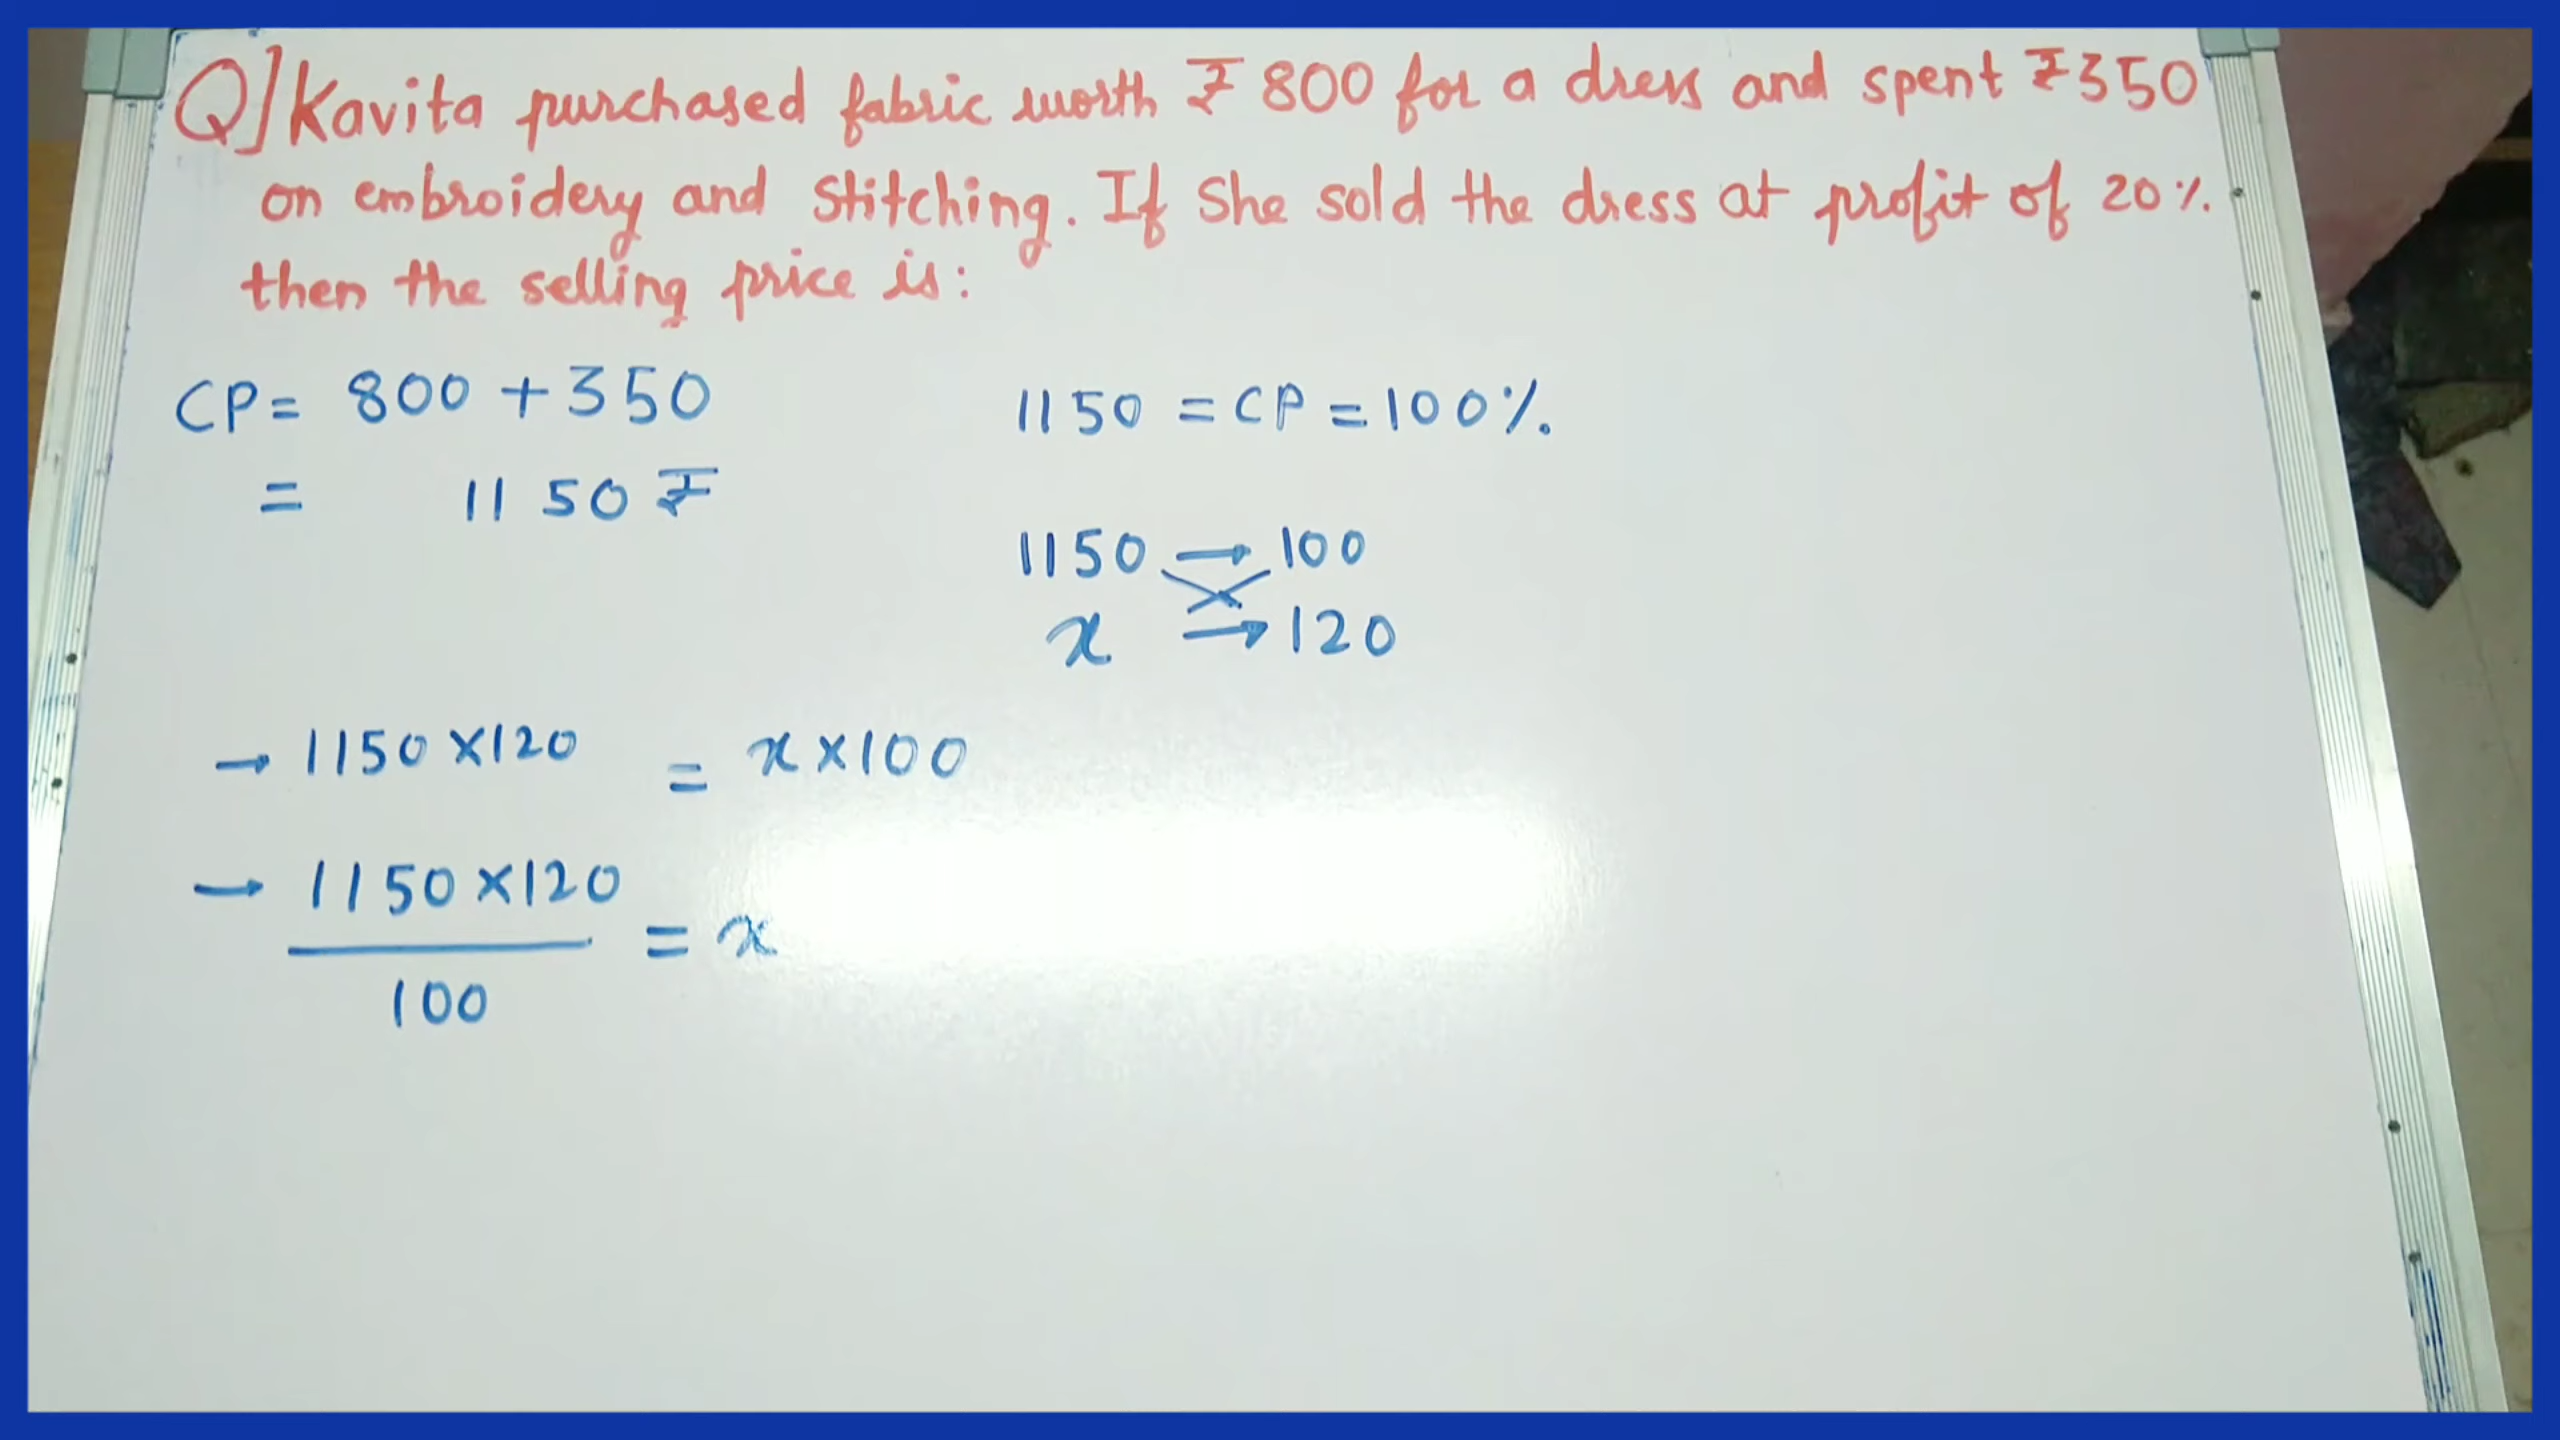 Q] Kavita purchased fabric worth ₹ 800 for a dress and spent ₹350
on embroidery and stitching. If She sold the dress at profit of 20%.
then the selling price is:
CP = 800 + 350
= 1150 ₹
1150 = CP = 100%.
1150 → 100
x → 120
→ 1150 × 120 = x × 100
→ 1150 × 120 = x
100